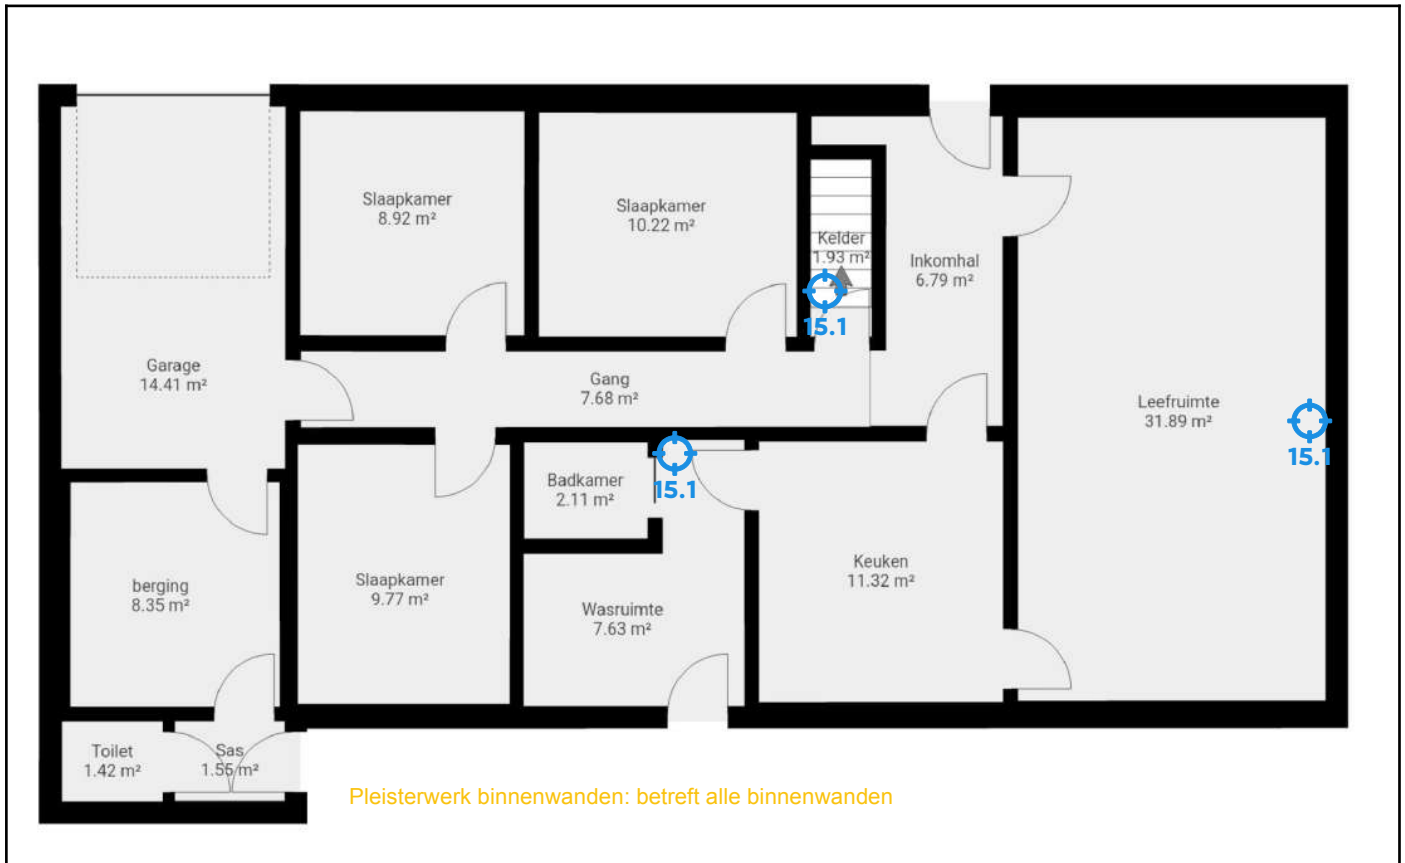 Slaapkamer
8.92 m²
Slaapkamer
10.22 m²
Kelder
1.93 m²
15.1
Inkomhal
6.79 m²
Garage
14.41 m²
Gang
7.68 m²
Leefruimte
31.89 m²
15.1
Badkamer
2.11 m²
15.1
Keuken
11.32 m²
berging
8.35 m²
Slaapkamer
9.77 m²
Wasruimte
7.63 m²
Toilet
1.42 m²
Sas
1.55 m²
Pleisterwerk binnenwanden: betreft alle binnenwanden